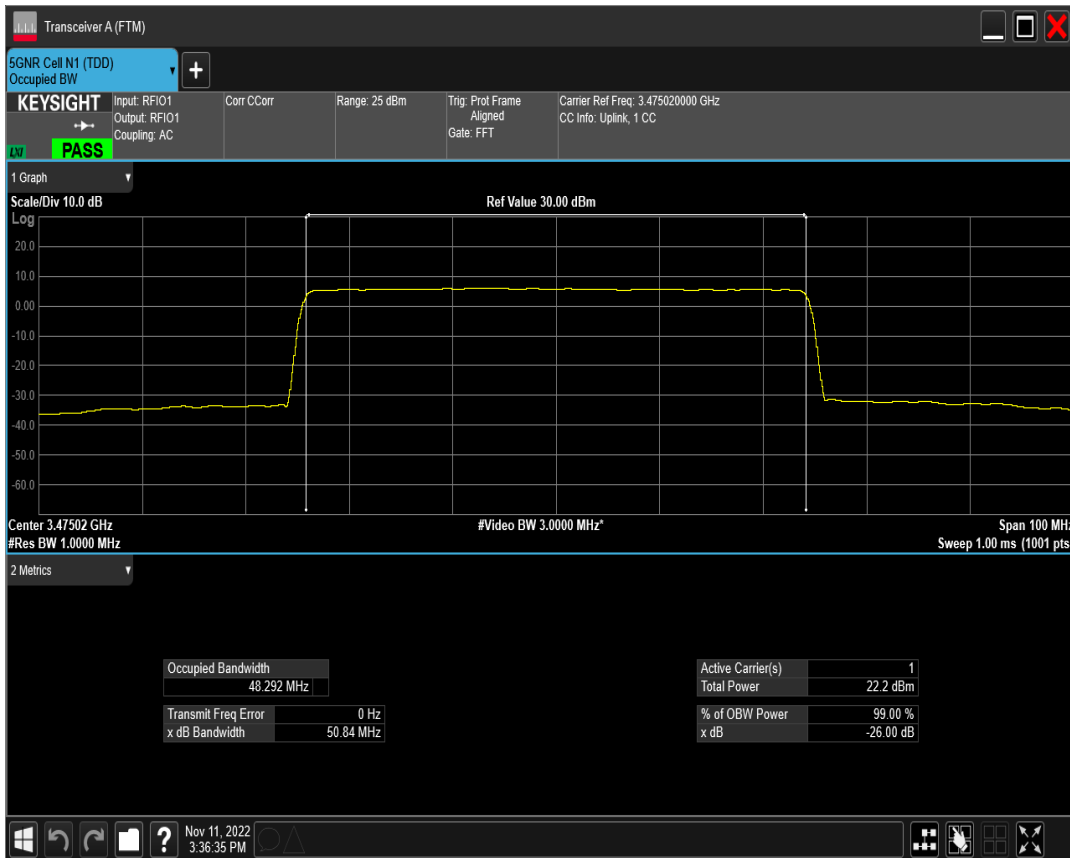 Transceiver A (FTM)
5GNR Cell N1 (TDD)
Occupied BW
+
KEYSIGHT
LXI
PASS
Input: RFIO1
Output: RFIO1
Coupling: AC
Corr CCorr
Range: 25 dBm
Trig: Prot Frame
Aligned
Gate: FFT
Carrier Ref Freq: 3.475020000 GHz
CC Info: Uplink, 1 CC
1 Graph
Scale/Div 10.0 dB
Ref Value 30.00 dBm
Log
20.0
10.0
0.00
-10.0
-20.0
-30.0
-40.0
-50.0
-60.0
Center 3.47502 GHz
#Video BW 3.0000 MHz*
Span 100 MHz
#Res BW 1.0000 MHz
Sweep 1.00 ms (1001 pts
2 Metrics
Occupied Bandwidth
48.292 MHz
Transmit Freq Error 0 Hz
x dB Bandwidth 50.84 MHz
Active Carrier(s) 1
Total Power 22.2 dBm
% of OBW Power 99.00 %
x dB -26.00 dB
?
Nov 11, 2022
3:36:35 PM